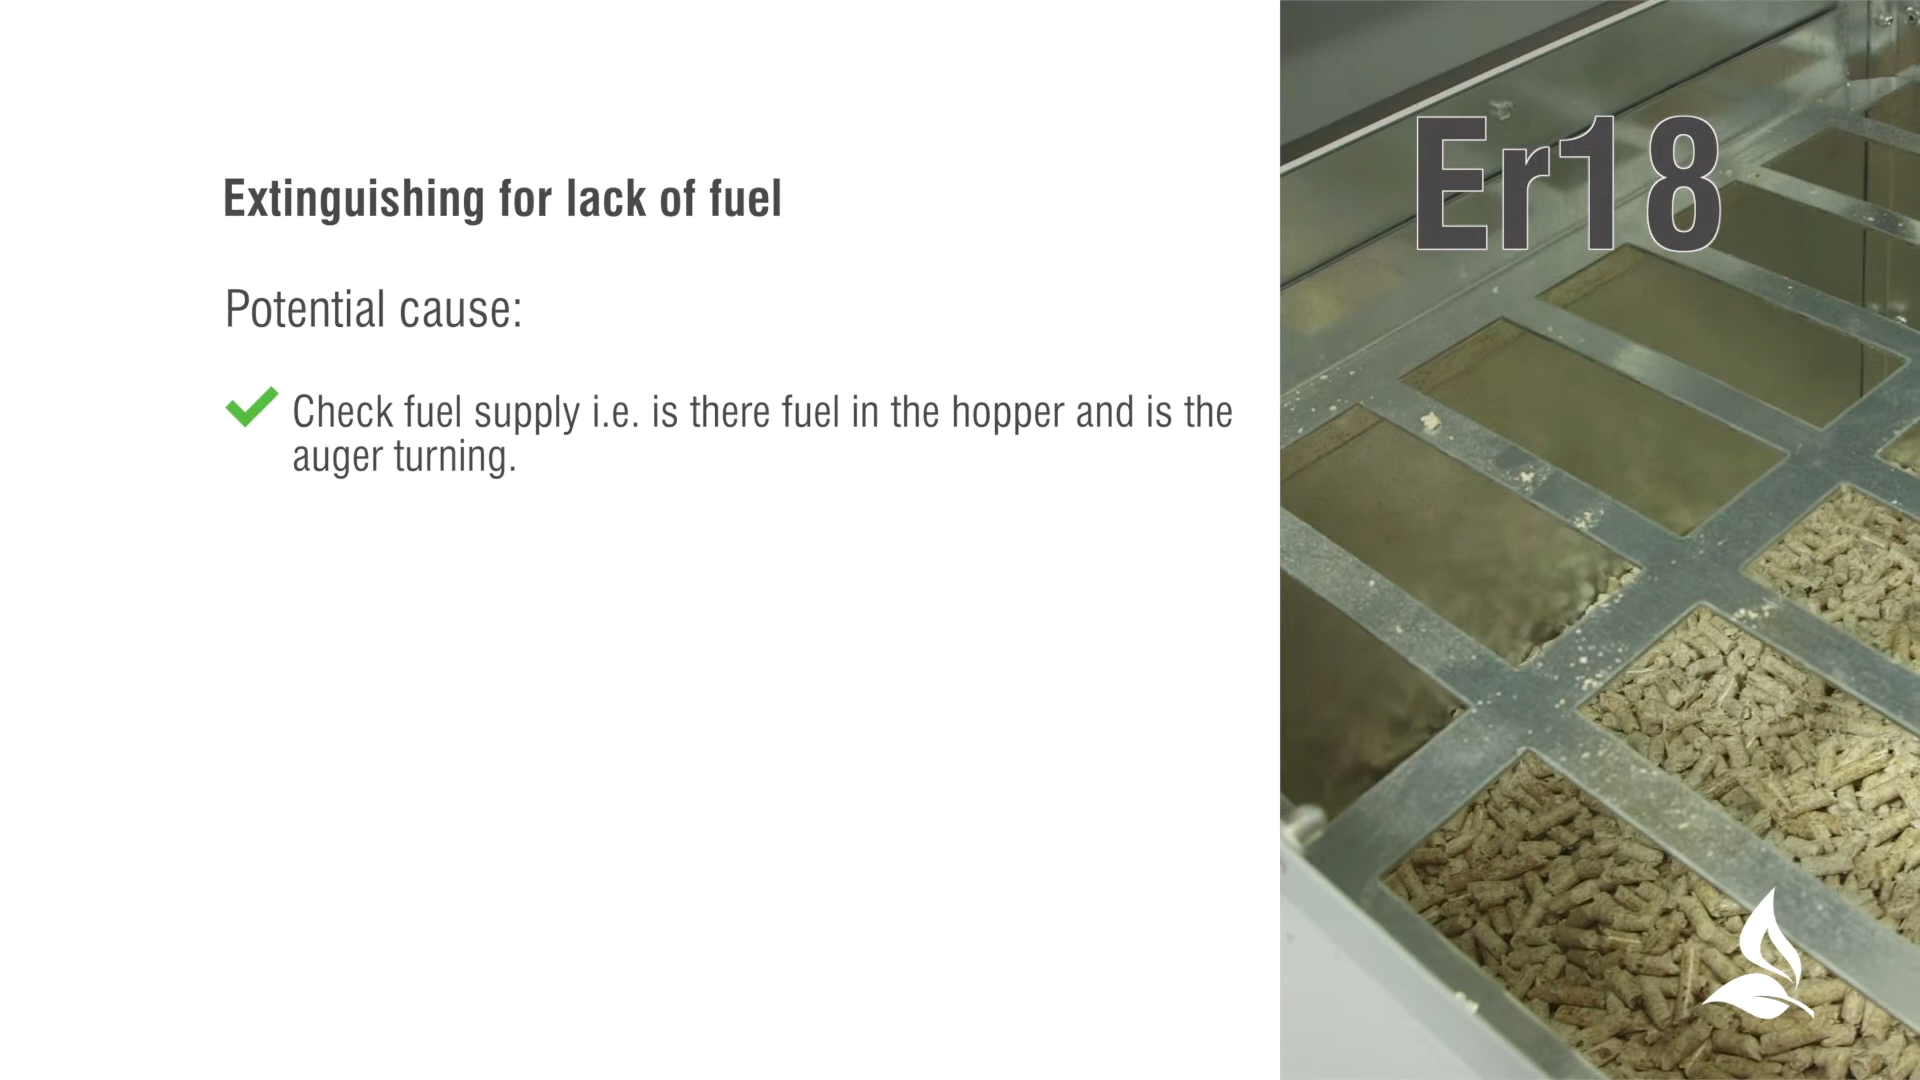 Extinguishing for lack of fuel
Potential cause:
Check fuel supply i.e. is there fuel in the hopper and is the
auger turning.
Er18